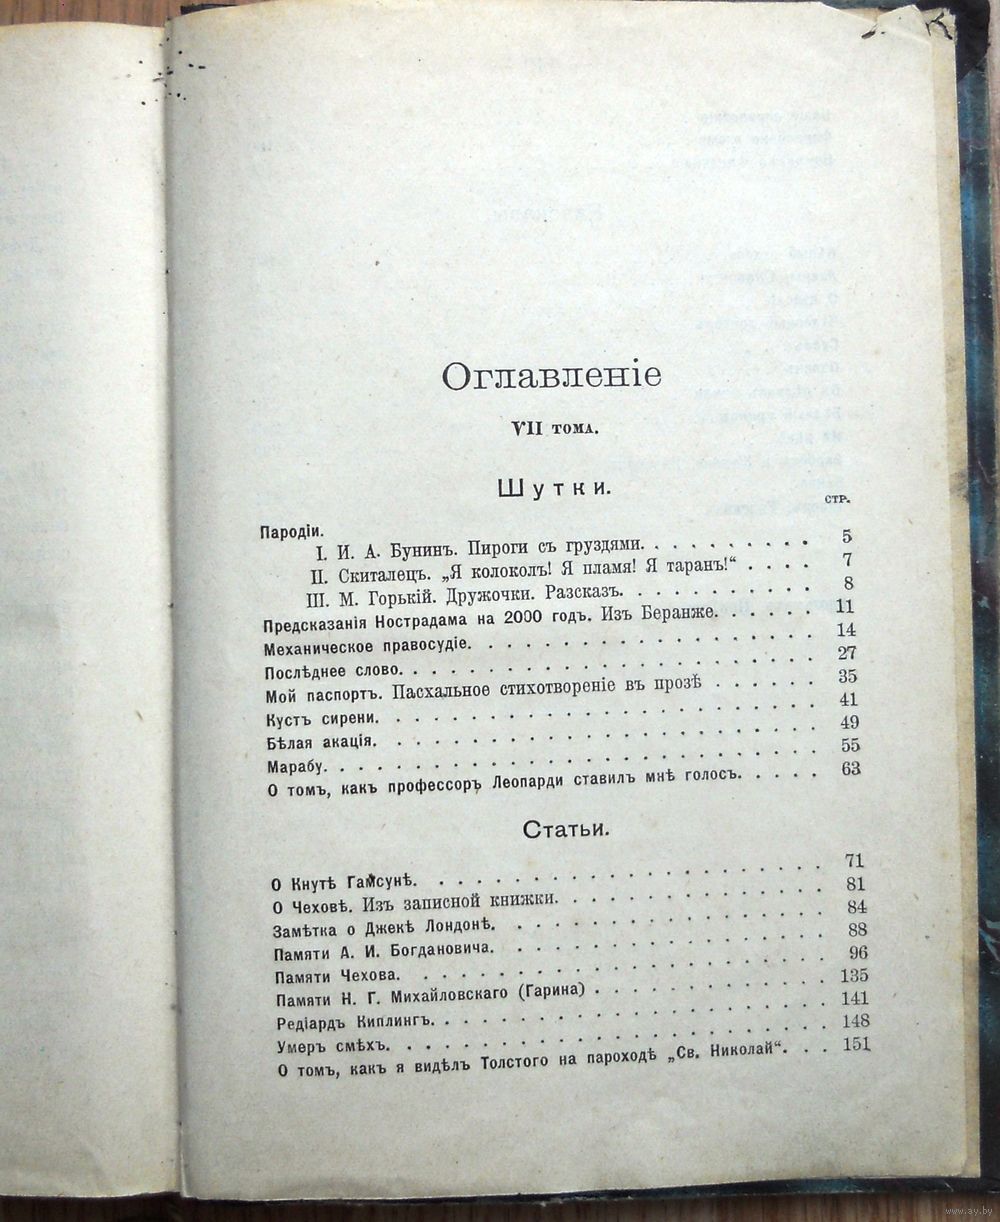 Оглавленіе
VII ТОМА.
Шутки.
СТР.
Пародіи.
I. И. А. Бунинъ. Пироги съ груздями. . . . . . . . . 5
II. Скиталецъ. „Я колоколъ! Я пламя! Я таранъ!“ . . . . 7
III. М. Горькій. Дружочки. Разсказъ. . . . . . . . . . 8
Предсказанія Нострадама на 2000 годъ. Изъ Беранже. . . . . . 11
Механическое правосудіе. . . . . . . . . . . . . . . . 14
Послѣднее слово. . . . . . . . . . . . . . . . . . . 27
Мой паспортъ. Пасхальное стихотвореніе въ прозѣ . . . . . . 35
Кустъ сирени. . . . . . . . . . . . . . . . . . . . 41
Бѣлая акація. . . . . . . . . . . . . . . . . . . . 49
Марабу. . . . . . . . . . . . . . . . . . . . . . 55
О томъ, какъ профессоръ Леопарди ставилъ мнѣ голосъ. . . . . 63
Статьи.
О Кнутѣ Гамсунѣ. . . . . . . . . . . . . . . . . . 71
О Чеховѣ. Изъ записной книжки. . . . . . . . . . . . 81
Замѣтка о Джекѣ Лондонѣ. . . . . . . . . . . . . . . 84
Памяти А. И. Богдановича. . . . . . . . . . . . . . . 88
Памяти Чехова. . . . . . . . . . . . . . . . . . . 96
Памяти Н. Г. Михайловскаго (Гарина) . . . . . . . . . . 135
Редіардъ Киплингъ. . . . . . . . . . . . . . . . . . 141
Умеръ смѣхъ. . . . . . . . . . . . . . . . . . . . 148
О томъ, какъ я видѣлъ Толстого на пароходѣ „Св. Николай“. . . . 151
www.ay.by